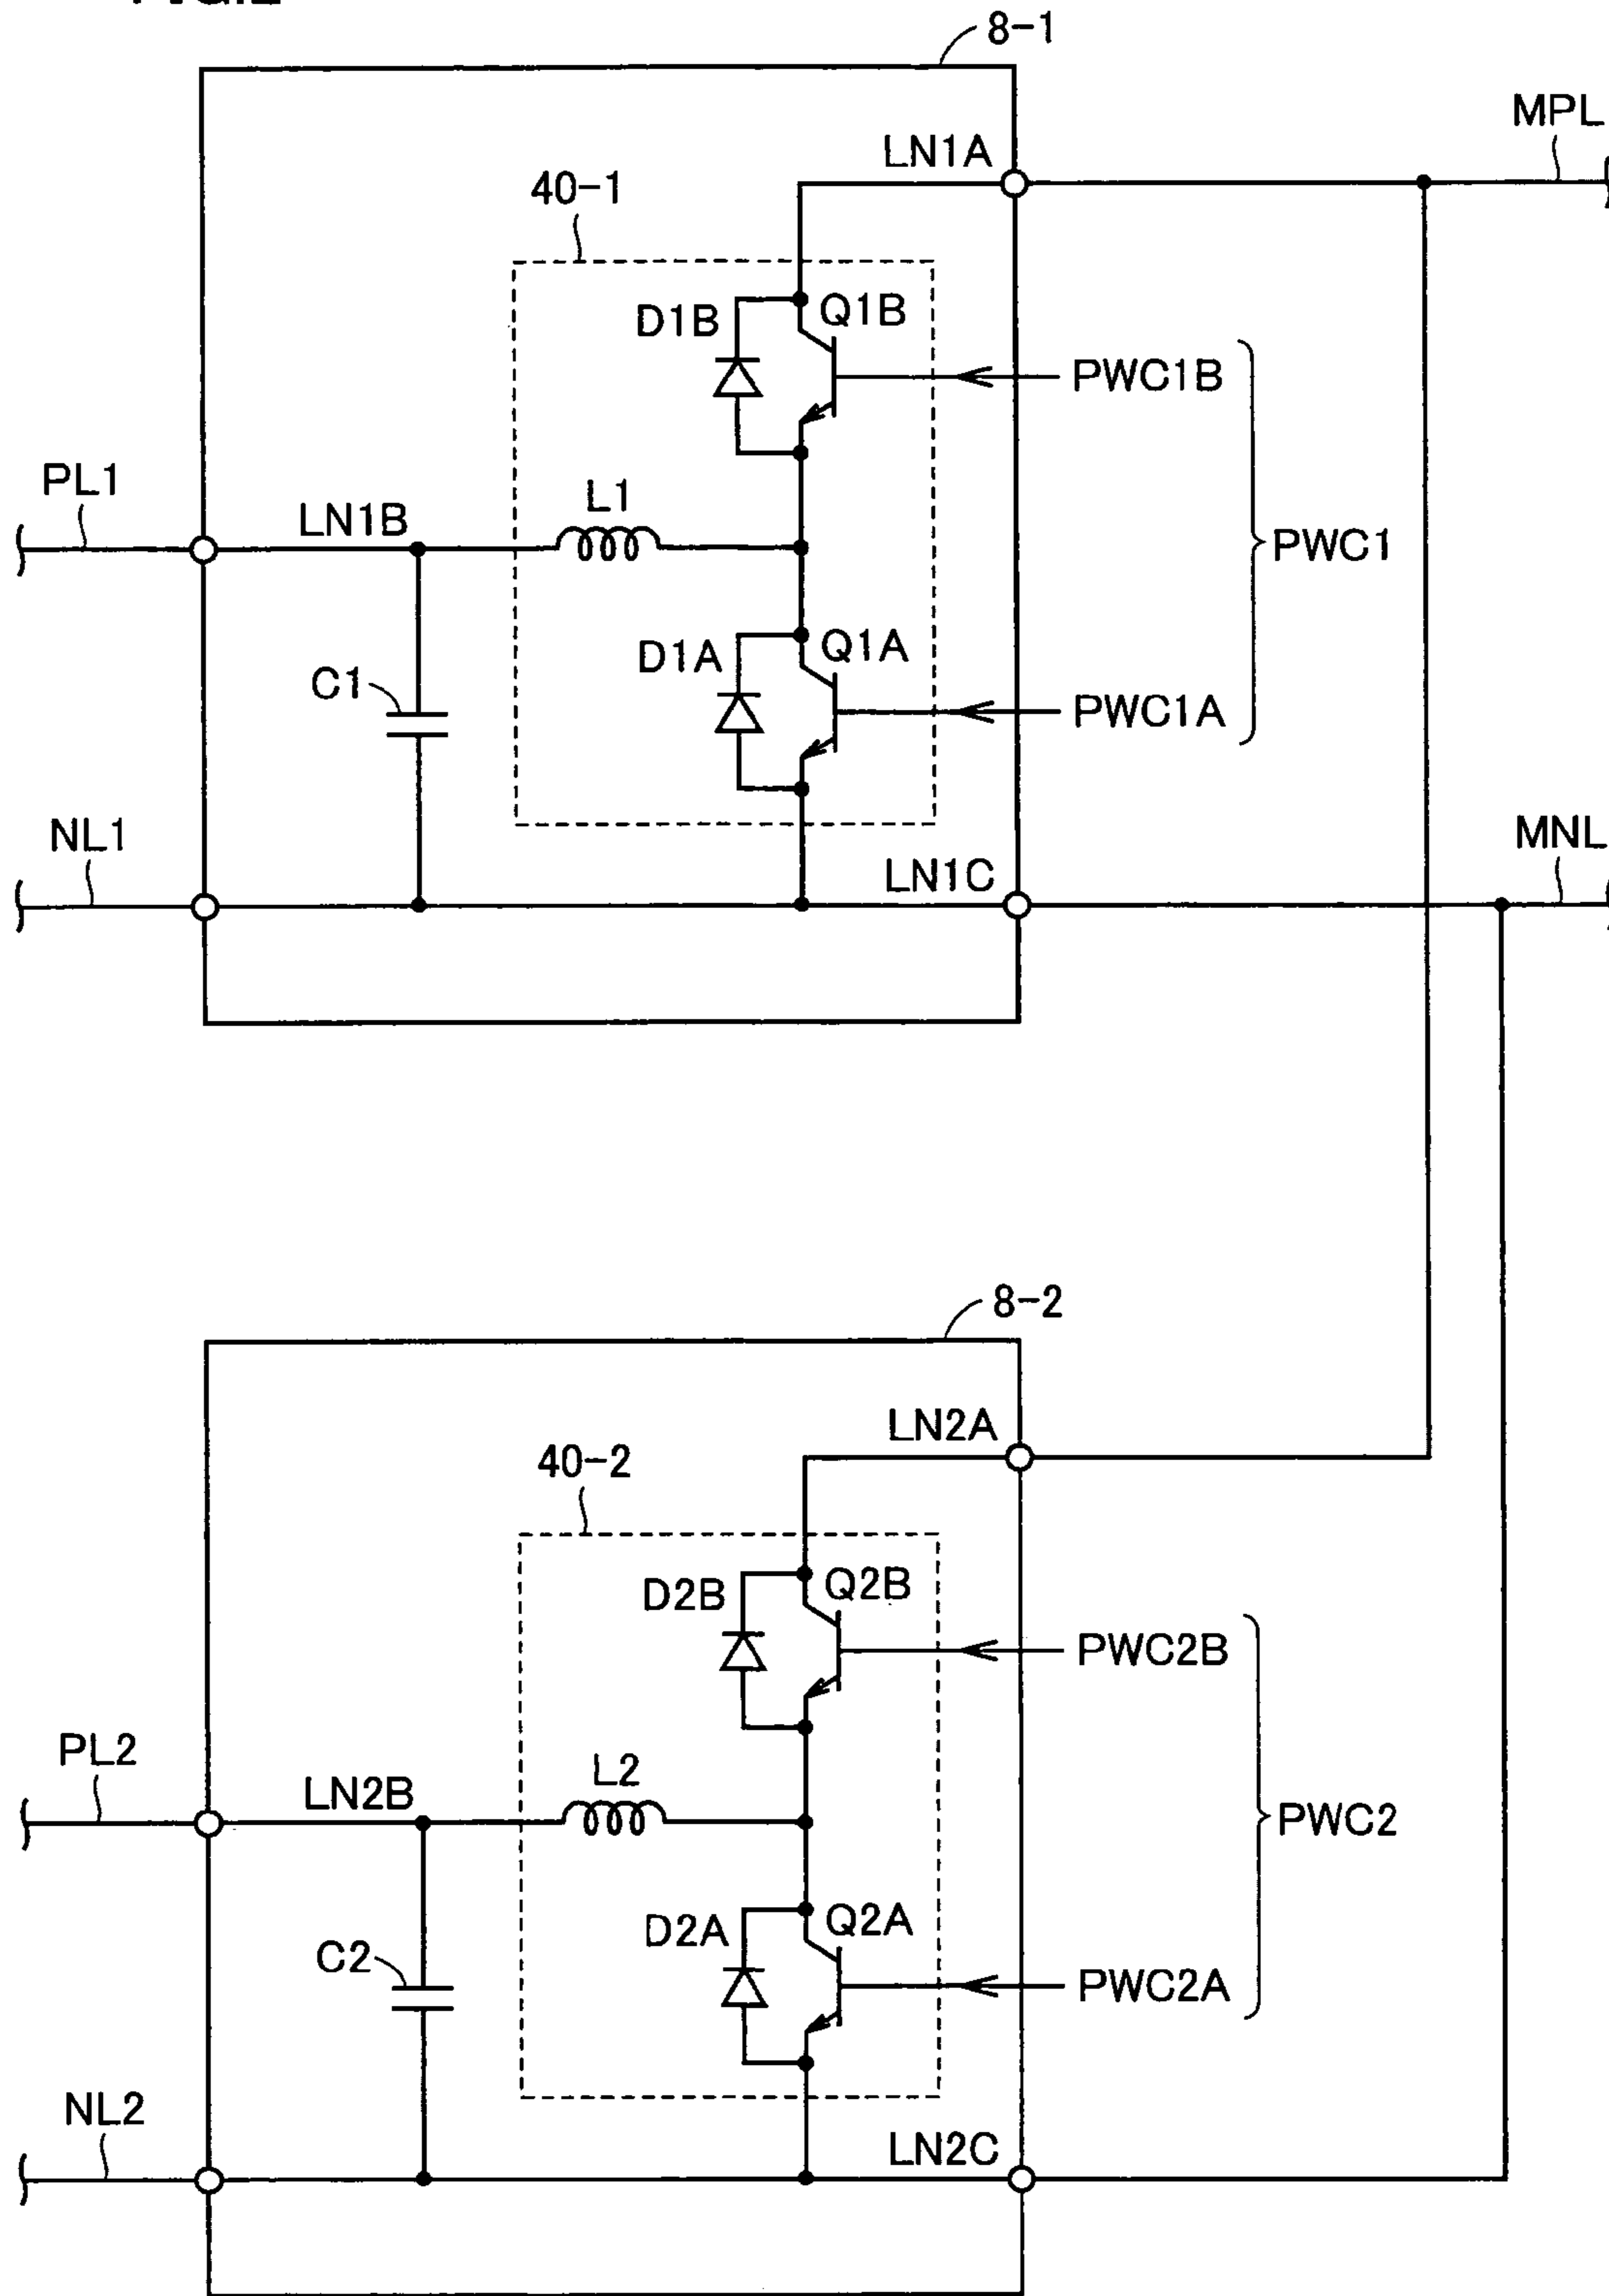 8-1
MPL
LN1A
40-1
D1B
Q1B
PWC1B
PL1
LN1B
L1
PWC1
D1A
Q1A
C1
PWC1A
NL1
LN1C
MNL
8-2
LN2A
40-2
D2B
Q2B
PWC2B
PL2
LN2B
L2
PWC2
D2A
Q2A
C2
PWC2A
NL2
LN2C